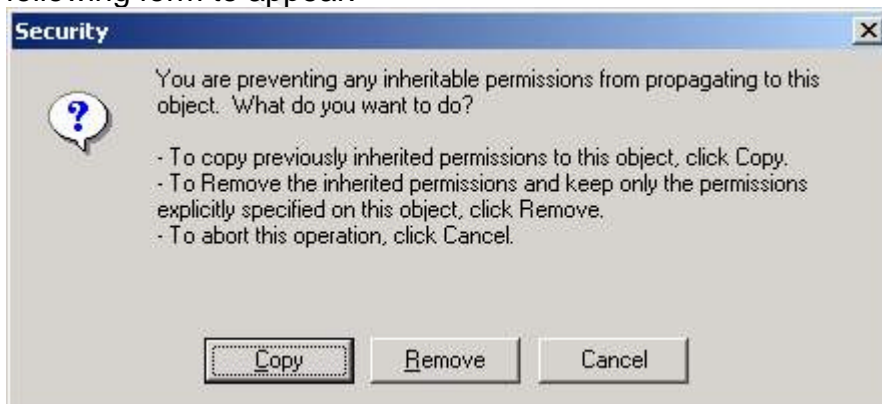 following form to appear:
Security
You are preventing any inheritable permissions from propagating to this
object. What do you want to do?
- To copy previously inherited permissions to this object, click Copy.
- To Remove the inherited permissions and keep only the permissions
explicitly specified on this object, click Remove.
- To abort this operation, click Cancel.
Copy Remove Cancel